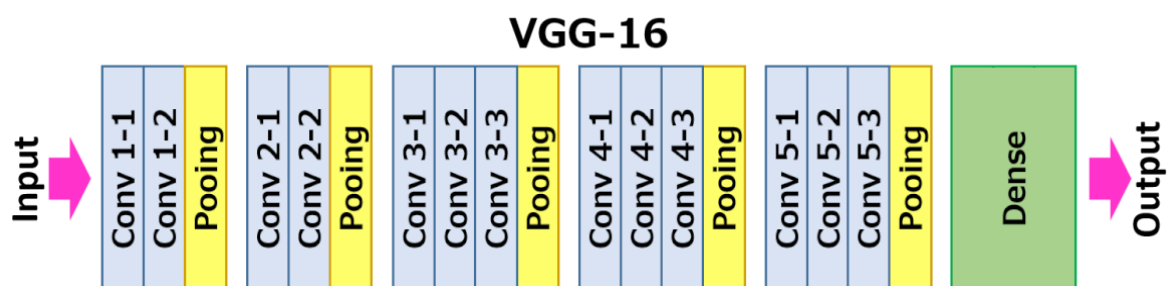 VGG-16
Input
Conv 1-1
Conv 1-2
Pooing
Conv 2-1
Conv 2-2
Pooing
Conv 3-1
Conv 3-2
Conv 3-3
Pooing
Conv 4-1
Conv 4-2
Conv 4-3
Pooing
Conv 5-1
Conv 5-2
Conv 5-3
Pooing
Dense
Output